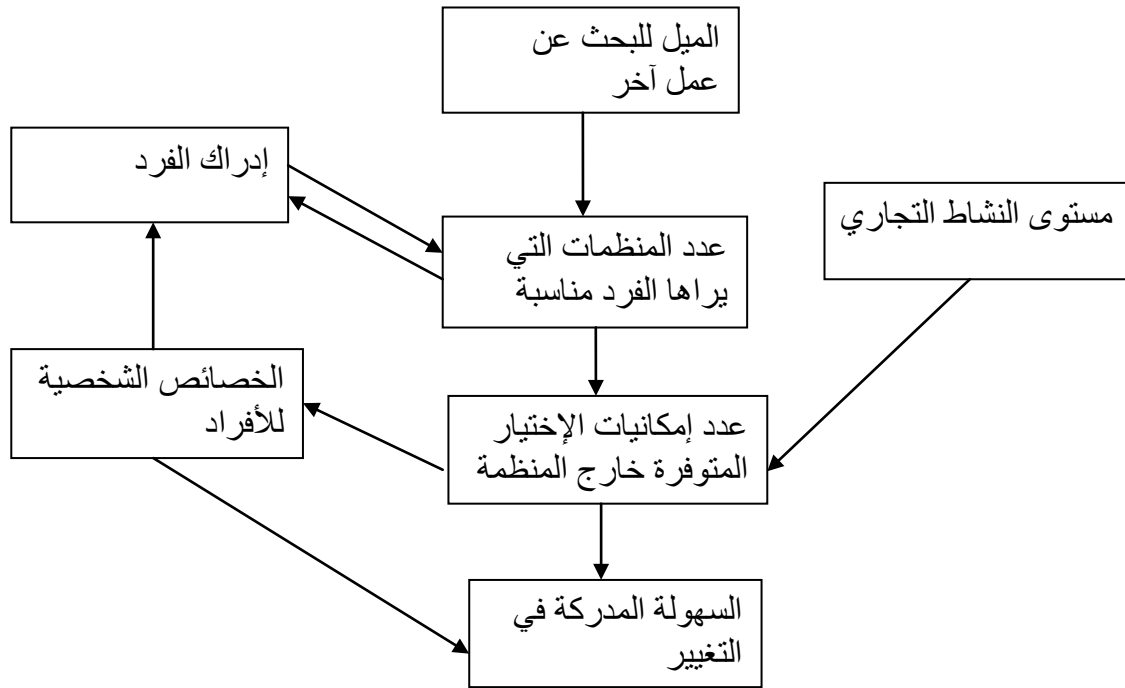 الميل للبحث عن
عمل آخر
إدراك الفرد
مستوى النشاط التجاري
عدد المنظمات التي
يراها الفرد مناسبة
الخصائص الشخصية
للأفراد
عدد إمكانيات الإختيار
المتوفرة خارج المنظمة
السهولة المدركة في
التغيير